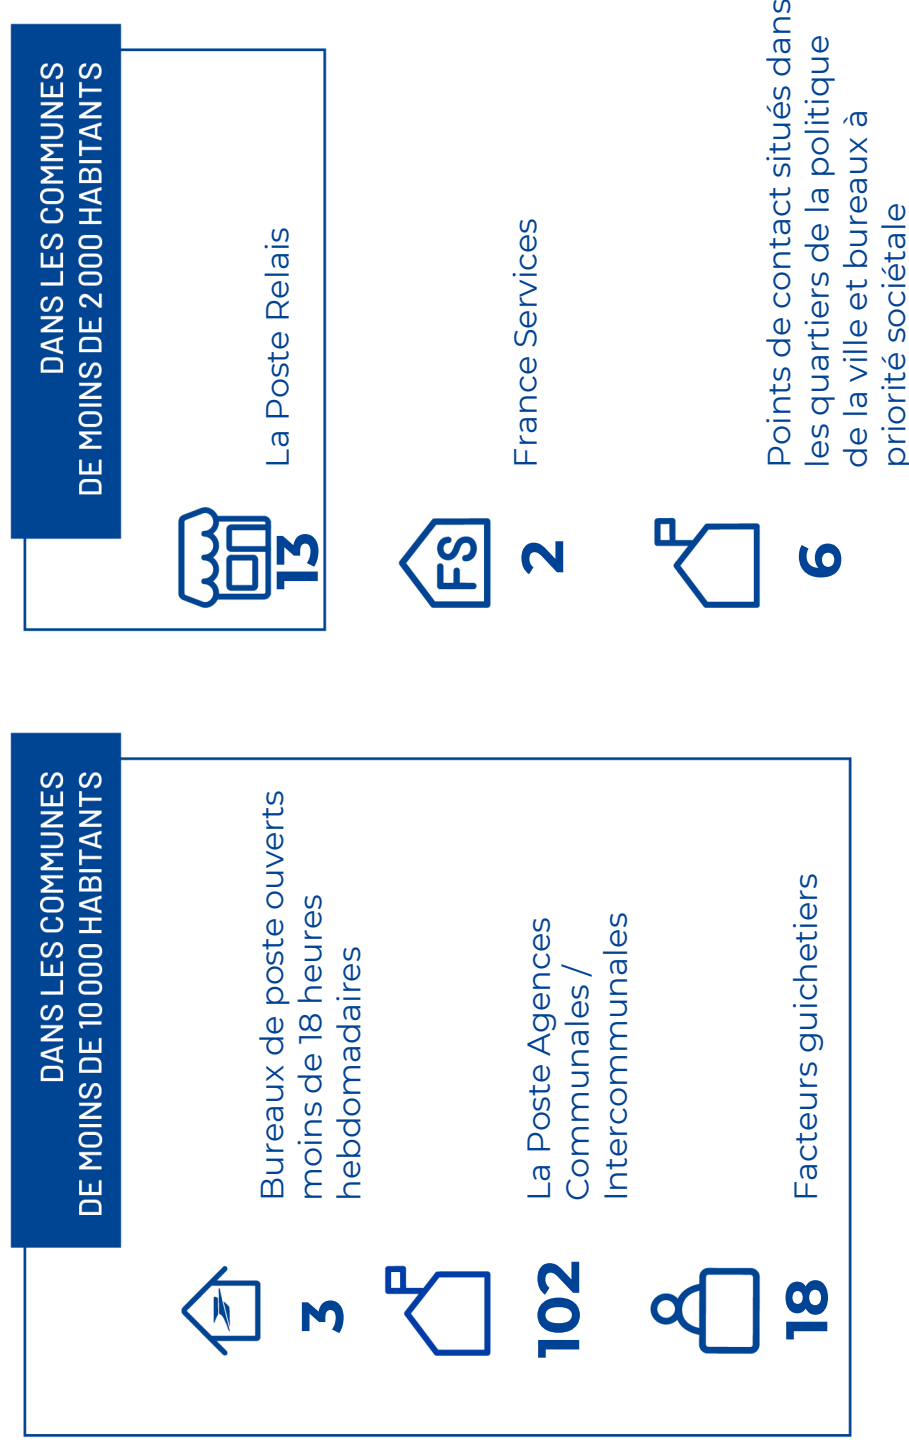 DANS LES COMMUNES
DE MOINS DE 10 000 HABITANTS
3
Bureaux de poste ouverts
moins de 18 heures
hebdomadaires
102
La Poste Agences
Communales /
Intercommunales
18
Facteurs guichetiers
DANS LES COMMUNES
DE MOINS DE 2 000 HABITANTS
13
La Poste Relais
FS
2
France Services
6
Points de contact situés dans
les quartiers de la politique
de la ville et bureaux à
priorité sociétale